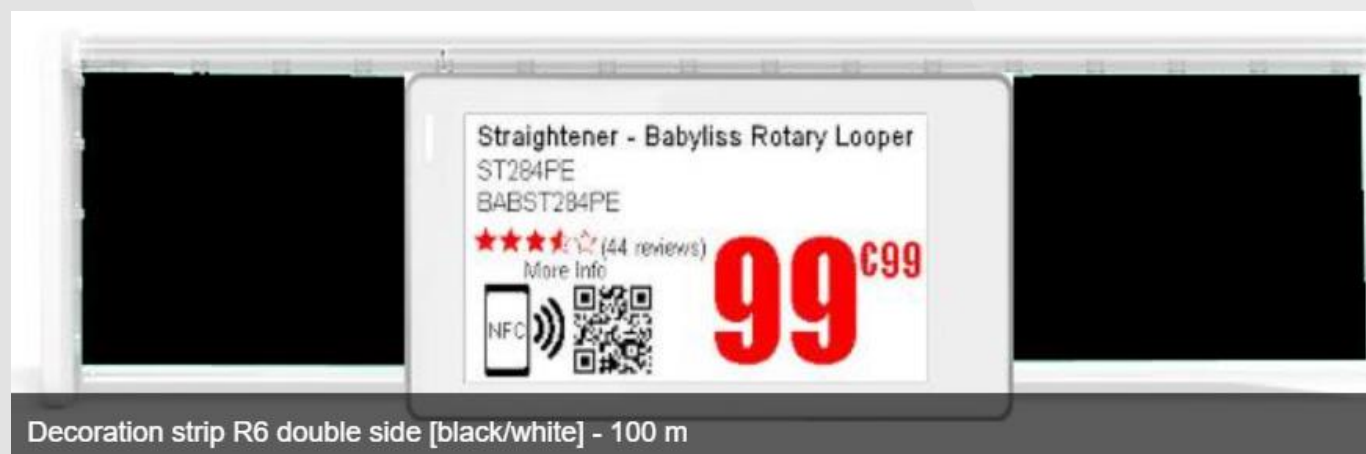 Straightener - Babyliss Rotary Looper
ST284PE
BABST284PE
(44 reviews)
More Info
NFC
99€99
Decoration strip R6 double side [black/white] - 100 m